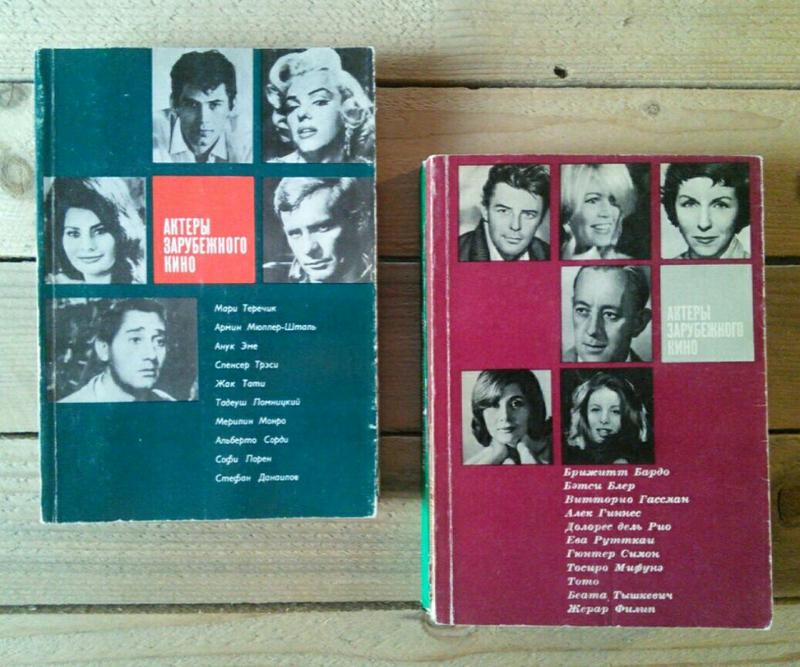 АКТЕРЫ
ЗАРУБЕЖНОГО
КИНО
Мари Теречик
Армин Мюллер-Шталь
Анук Эме
Спенсер Трэси
Жак Тати
Тадеуш Ломницкий
Мерилин Монро
Альберто Сорди
Софи Лорен
Стефан Данаилов
АКТЕРЫ
ЗАРУБЕЖНОГО
КИНО
Брижитт Бардо
Бэтси Блер
Витторио Гассман
Алек Гиннес
Долорес дель Рио
Ева Рутткаи
Гюнтер Симон
Тосиро Мифунэ
Тото
Беата Тышкевич
Жерар Филип